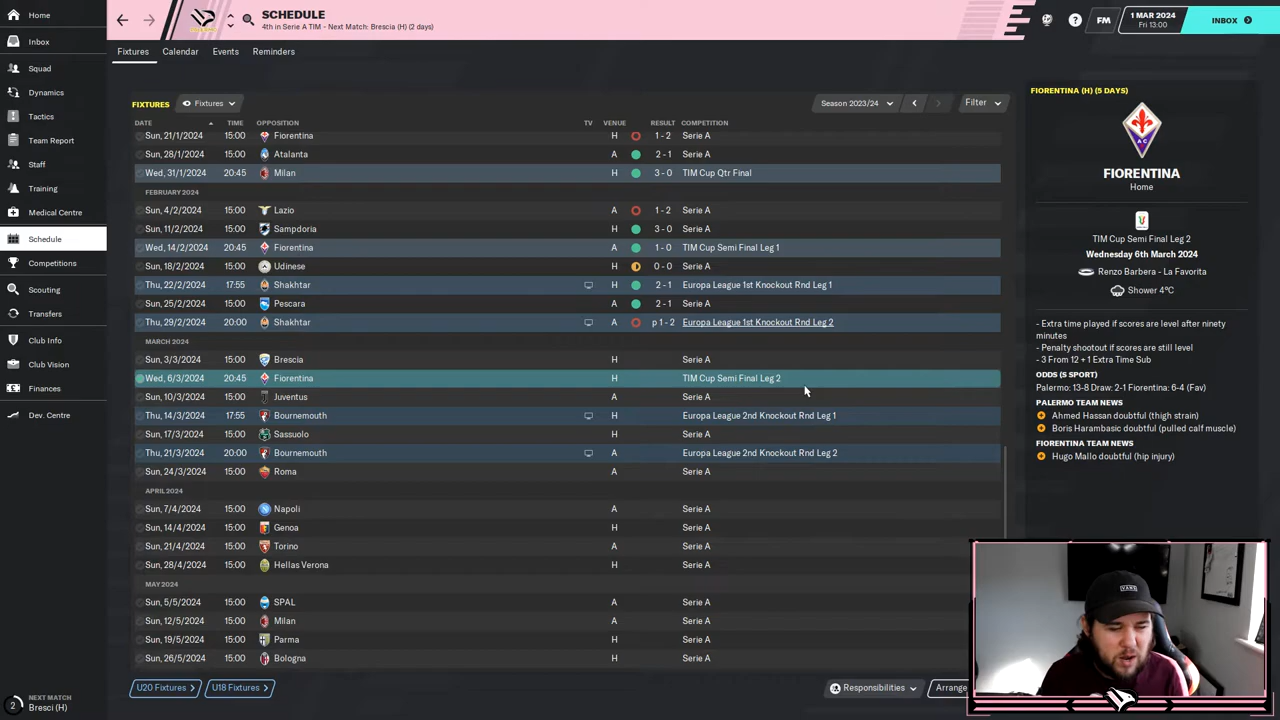 SCHEDULE
4th in Serie A TIM - Next Match: Brescia (H) (2 days)
FM
1 MAR 2024
Fri 13:00
INBOX
Home
Inbox
Squad
Dynamics
Tactics
Team Report
Staff
Training
Medical Centre
Schedule
Competitions
Scouting
Transfers
Club Info
Club Vision
Finances
Dev. Centre
2
NEXT MATCH
Bresci (H)
Fixtures Calendar Events Reminders
FIXTURES Fixtures Season 2023/24 Filter
DATE TIME OPPOSITION TV VENUE RESULT COMPETITION
Sun, 21/1/2024 15:00 Fiorentina H 1 - 2 Serie A
Sun, 28/1/2024 15:00 Atalanta A 2 - 1 Serie A
Wed, 31/1/2024 20:45 Milan H 3 - 0 TIM Cup Qtr Final
FEBRUARY 2024
Sun, 4/2/2024 15:00 Lazio A 1 - 2 Serie A
Sun, 11/2/2024 15:00 Sampdoria H 3 - 0 Serie A
Wed, 14/2/2024 20:45 Fiorentina A 1 - 0 TIM Cup Semi Final Leg 1
Sun, 18/2/2024 15:00 Udinese H 0 - 0 Serie A
Thu, 22/2/2024 17:55 Shakhtar H 2 - 1 Europa League 1st Knockout Rnd Leg 1
Sun, 25/2/2024 15:00 Pescara A 2 - 1 Serie A
Thu, 29/2/2024 20:00 Shakhtar A p 1 - 2 Europa League 1st Knockout Rnd Leg 2
MARCH 2024
Sun, 3/3/2024 15:00 Brescia H Serie A
Wed, 6/3/2024 20:45 Fiorentina H TIM Cup Semi Final Leg 2
Sun, 10/3/2024 15:00 Juventus A Serie A
Thu, 14/3/2024 17:55 Bournemouth H Europa League 2nd Knockout Rnd Leg 1
Sun, 17/3/2024 15:00 Sassuolo H Serie A
Thu, 21/3/2024 20:00 Bournemouth A Europa League 2nd Knockout Rnd Leg 2
Sun, 24/3/2024 15:00 Roma A Serie A
APRIL 2024
Sun, 7/4/2024 15:00 Napoli A Serie A
Sun, 14/4/2024 15:00 Genoa H Serie A
Sun, 21/4/2024 15:00 Torino A Serie A
Sun, 28/4/2024 15:00 Hellas Verona H Serie A
MAY 2024
Sun, 5/5/2024 15:00 SPAL A Serie A
Sun, 12/5/2024 15:00 Milan A Serie A
Sun, 19/5/2024 15:00 Parma H Serie A
Sun, 26/5/2024 15:00 Bologna H Serie A
U20 Fixtures > U18 Fixtures > Responsibilities Arrange
FIORENTINA (H) (5 DAYS)
FIORENTINA
Home
TIM Cup Semi Final Leg 2
Wednesday 6th March 2024
Renzo Barbera - La Favorita
Shower 4°C
- Extra time played if scores are level after ninety
minutes
- Penalty shootout if scores are still level
- 3 From 12 + 1 Extra Time Sub
ODDS (S SPORT)
Palermo: 13-8 Draw: 2-1 Fiorentina: 6-4 (Fav)
PALERMO TEAM NEWS
Ahmed Hassan doubtful (thigh strain)
Boris Harambasic doubtful (pulled calf muscle)
FIORENTINA TEAM NEWS
Hugo Mallo doubtful (hip injury)
VANS